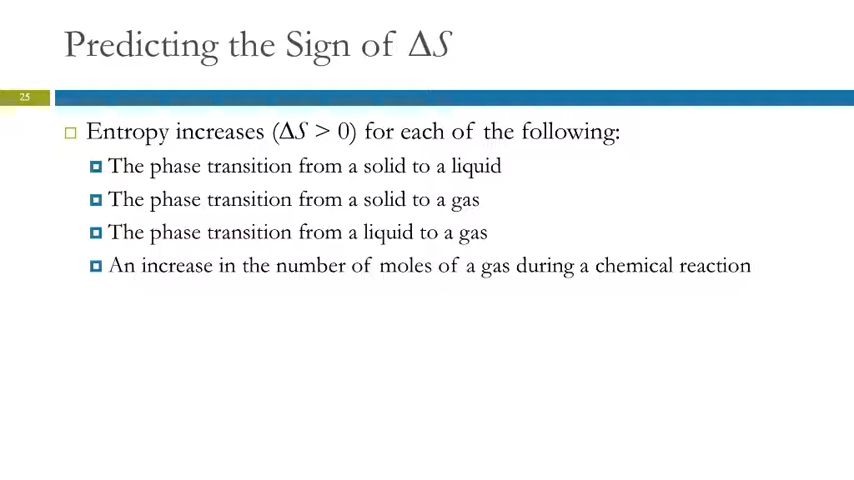 Predicting the Sign of ΔS
25
Entropy increases (ΔS > 0) for each of the following:
The phase transition from a solid to a liquid
The phase transition from a solid to a gas
The phase transition from a liquid to a gas
An increase in the number of moles of a gas during a chemical reaction